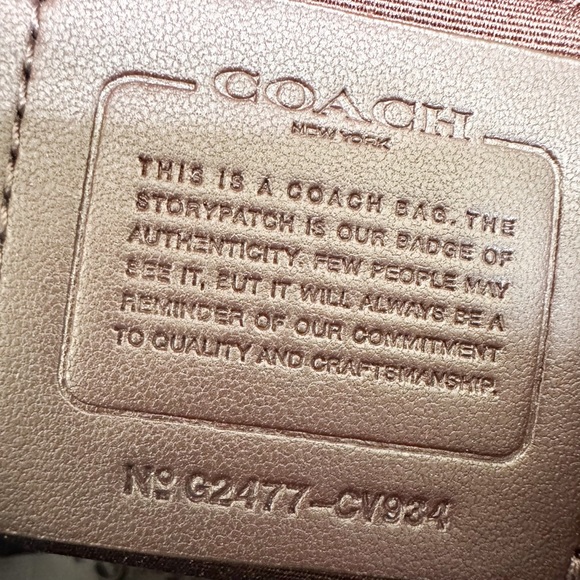 COACH
NEW YORK
THIS IS A COACH BAG. THE
STORYPATCH IS OUR BADGE OF
AUTHENTICITY. FEW PEOPLE MAY
SEE IT, BUT IT WILL ALWAYS BE A
REMINDER OF OUR COMMITMENT
TO QUALITY AND CRAFTSMANSHIP.
Nº C2477-CV934